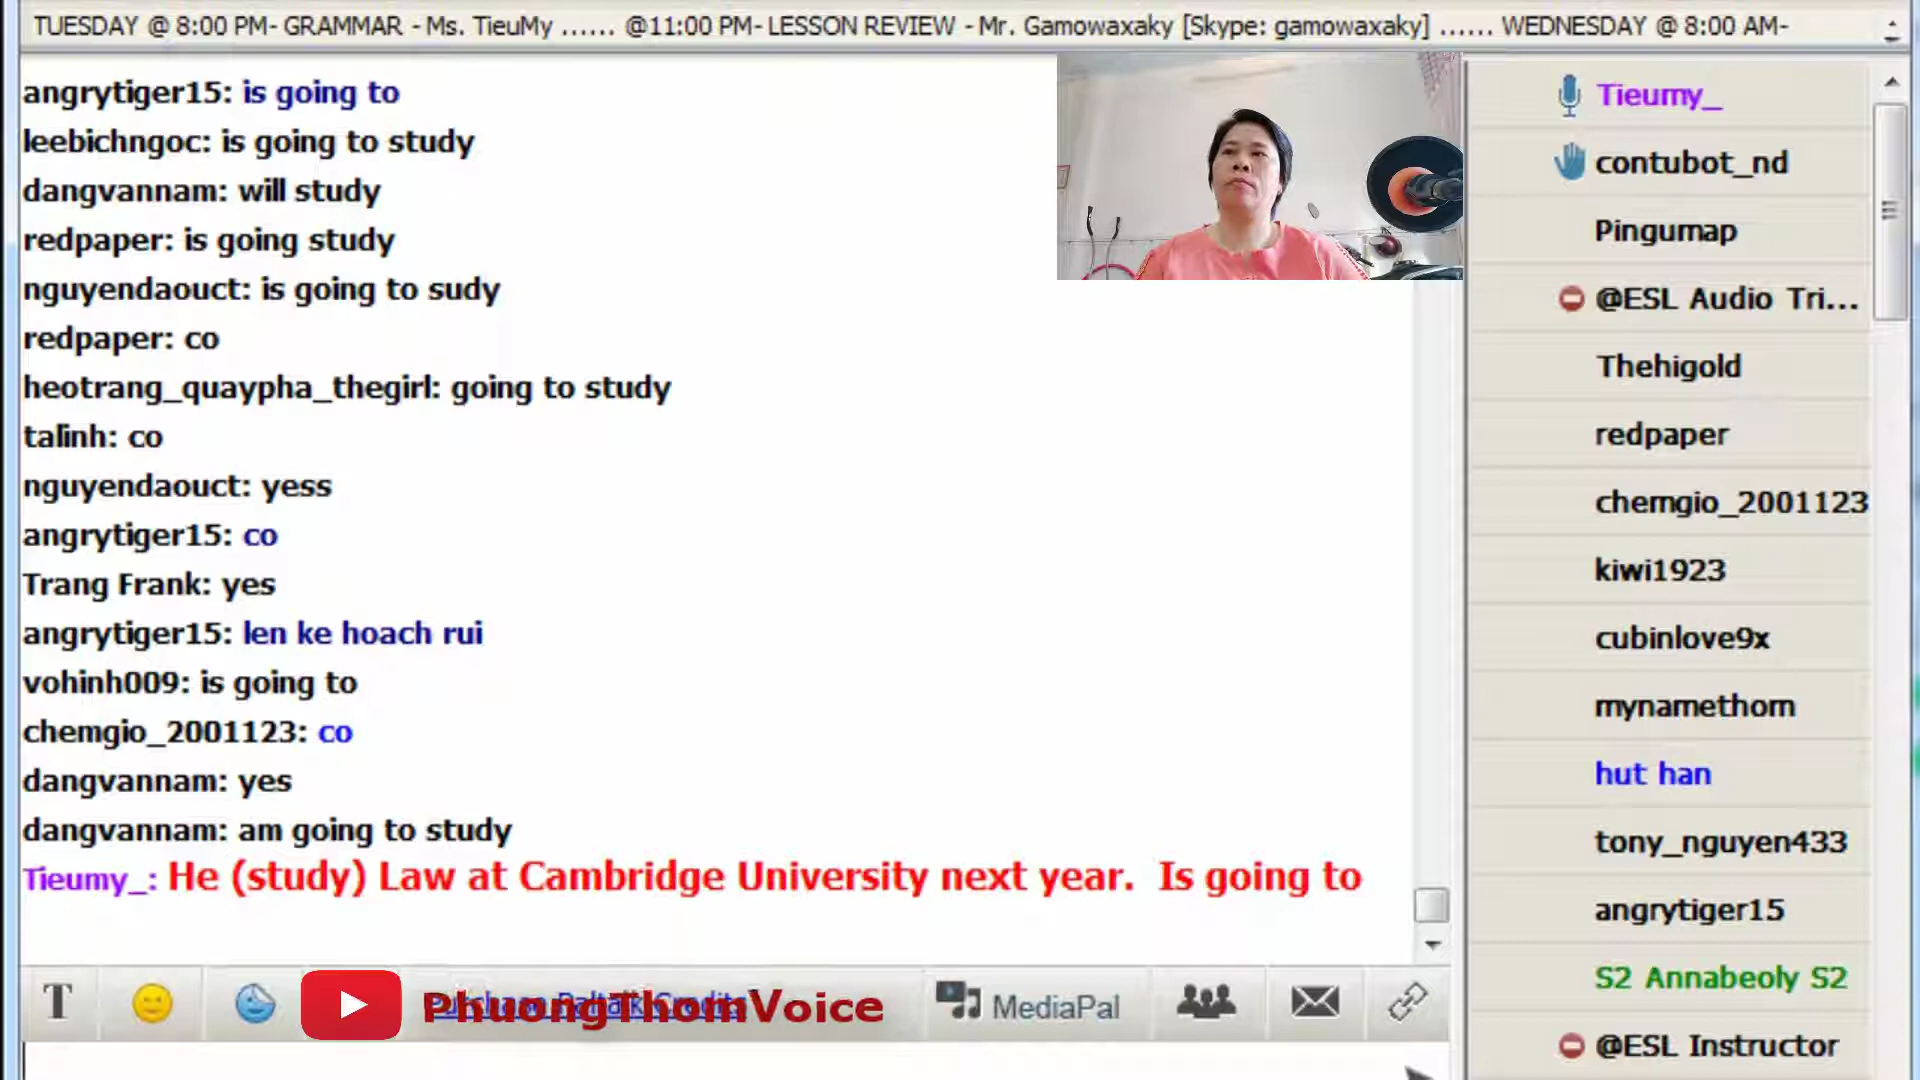 TUESDAY @ 8:00 PM- GRAMMAR - Ms. TieuMy ...... @11:00 PM- LESSON REVIEW - Mr. Gamowaxaky [Skype: gamowaxaky] ...... WEDNESDAY @ 8:00 AM-
angrytiger15: is going to
leebichngoc: is going to study
dangvannam: will study
redpaper: is going study
nguyendaouct: is going to sudy
redpaper: co
heotrang_quaypha_thegirl: going to study
talinh: co
nguyendaouct: yess
angrytiger15: co
Trang Frank: yes
angrytiger15: len ke hoach rui
vohinh009: is going to
chemgio_2001123: co
dangvannam: yes
dangvannam: am going to study
Tieumy_: He (study) Law at Cambridge University next year.  Is going to
T
Purchase Paltalk Credits
PhuongThomVoice
MediaPal
Tieumy_
contubot_nd
Pingumap
@ESL Audio Tri...
Thehigold
redpaper
chemgio_2001123
kiwi1923
cubinlove9x
mynamethom
hut han
tony_nguyen433
angrytiger15
S2 Annabeoly S2
@ESL Instructor